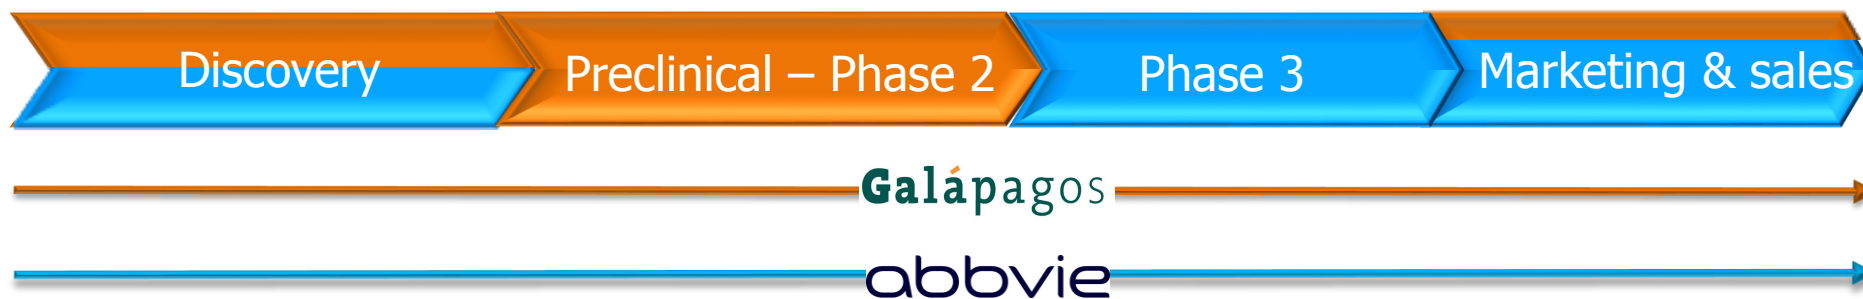 Discovery
Preclinical – Phase 2
Phase 3
Marketing & sales
Galápagos
abbvie